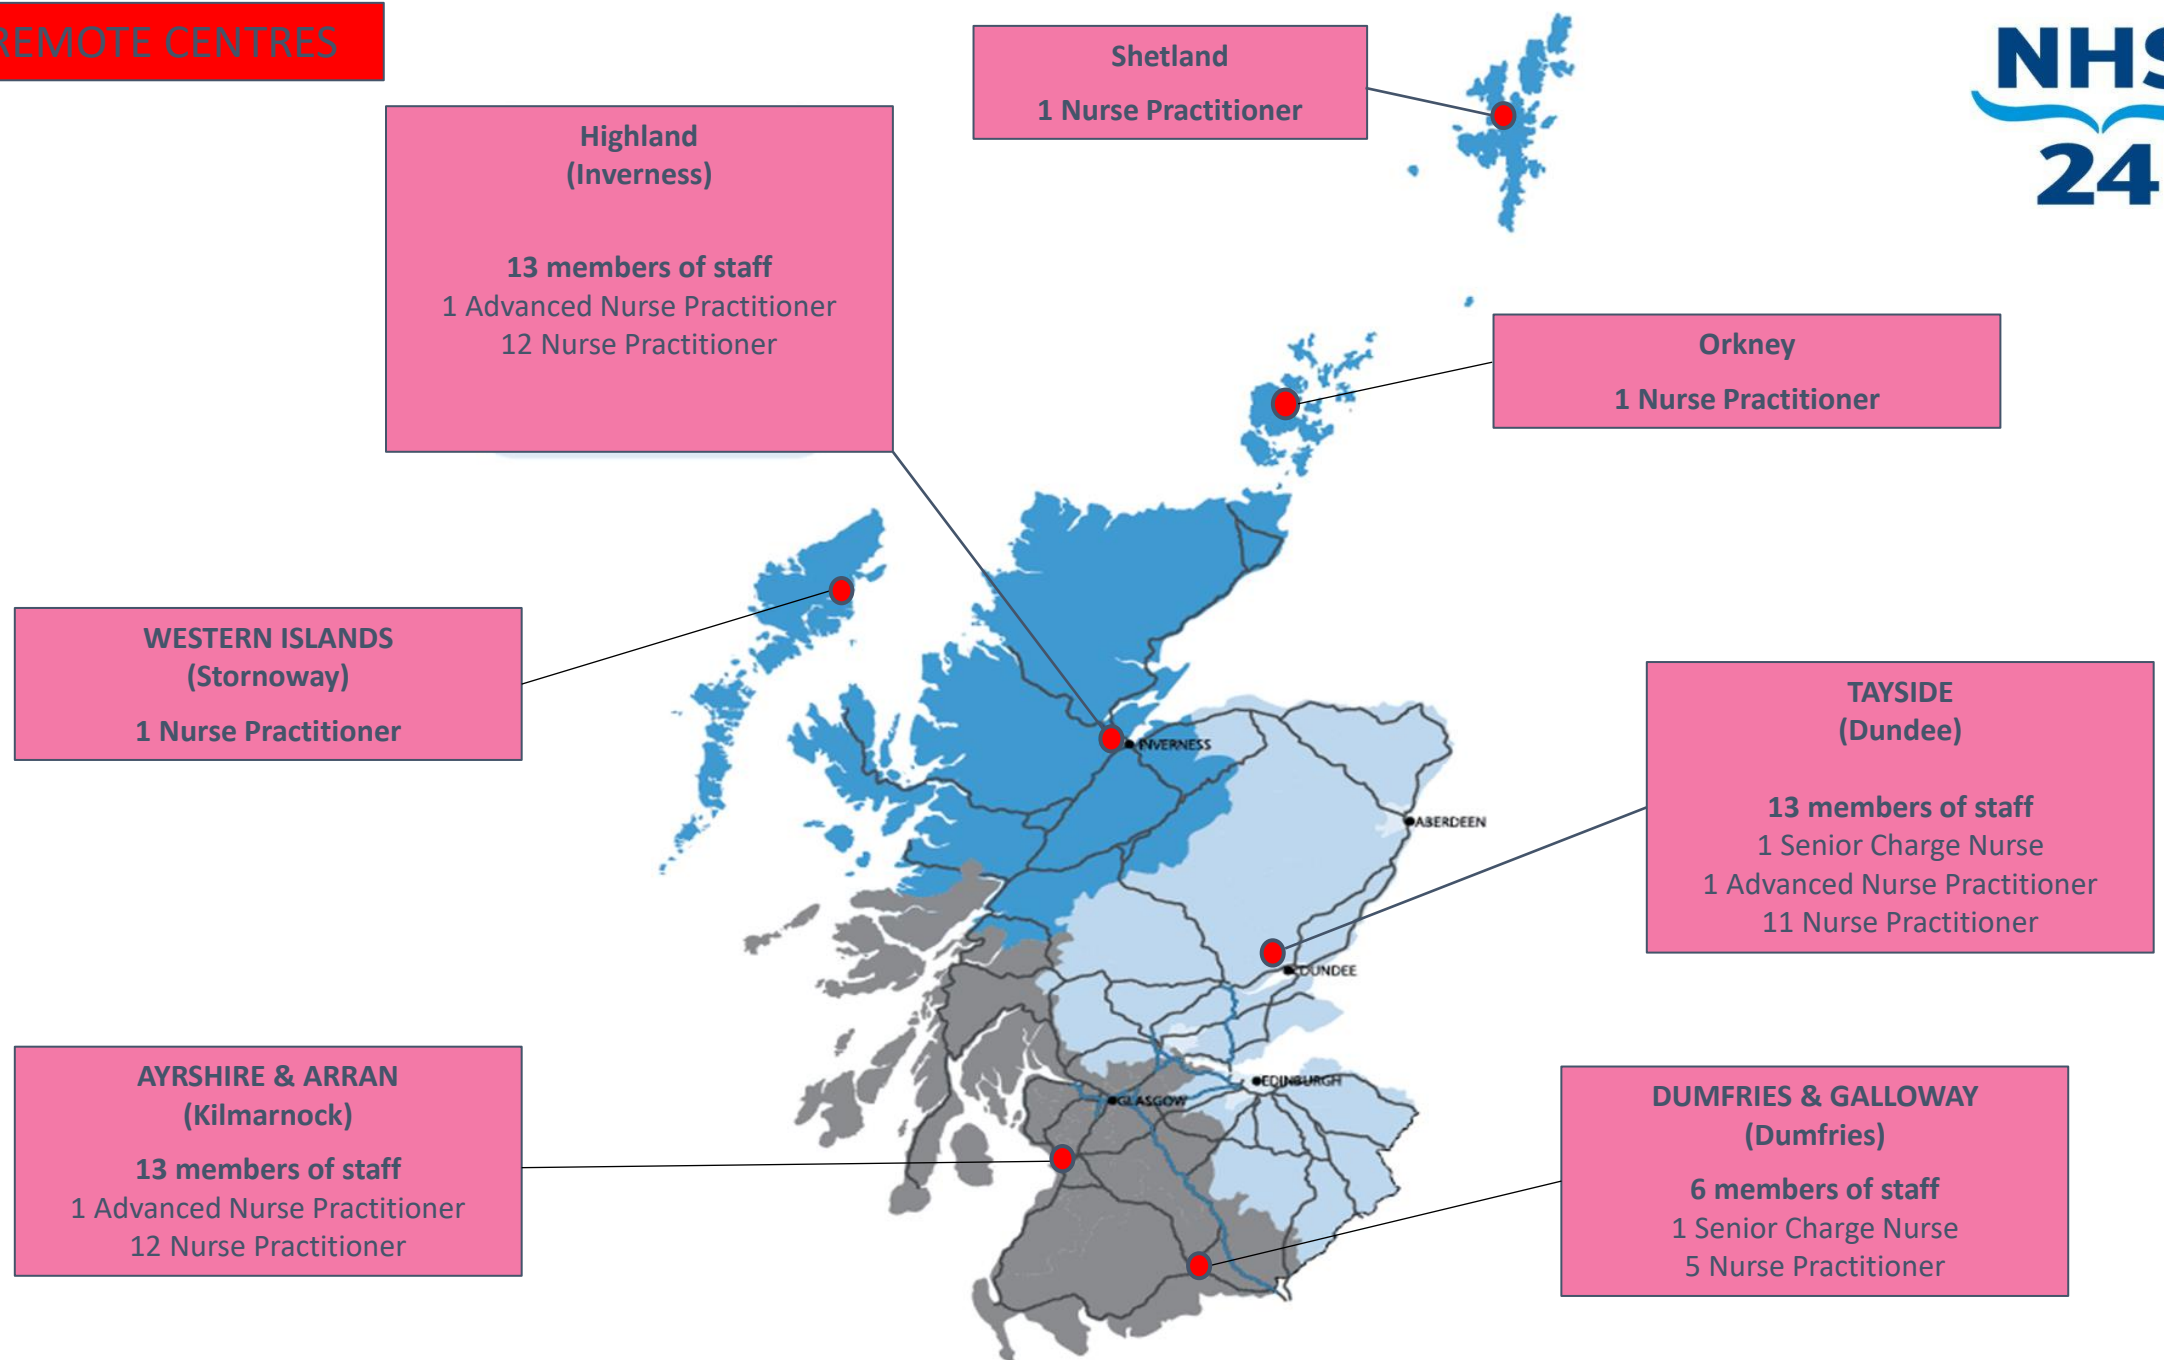 REMOTE CENTRES
NHS
24
Shetland
1 Nurse Practitioner
Highland
(Inverness)
13 members of staff
1 Advanced Nurse Practitioner
12 Nurse Practitioner
Orkney
1 Nurse Practitioner
WESTERN ISLANDS
(Stornoway)
1 Nurse Practitioner
INVERNESS
ABERDEEN
TAYSIDE
(Dundee)
13 members of staff
1 Senior Charge Nurse
1 Advanced Nurse Practitioner
11 Nurse Practitioner
DUNDEE
EDINBURGH
GLASGOW
AYRSHIRE & ARRAN
(Kilmarnock)
13 members of staff
1 Advanced Nurse Practitioner
12 Nurse Practitioner
DUMFRIES & GALLOWAY
(Dumfries)
6 members of staff
1 Senior Charge Nurse
5 Nurse Practitioner